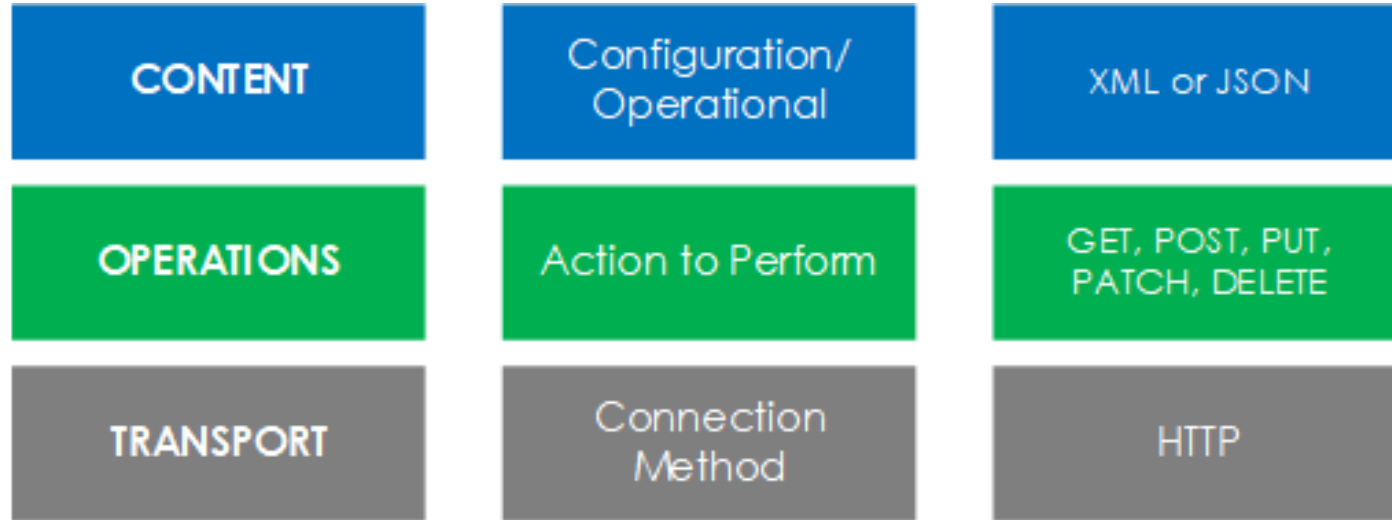 CONTENT
Configuration/
Operational
XML or JSON
OPERATIONS
Action to Perform
GET, POST, PUT,
PATCH, DELETE
TRANSPORT
Connection
Method
HTTP